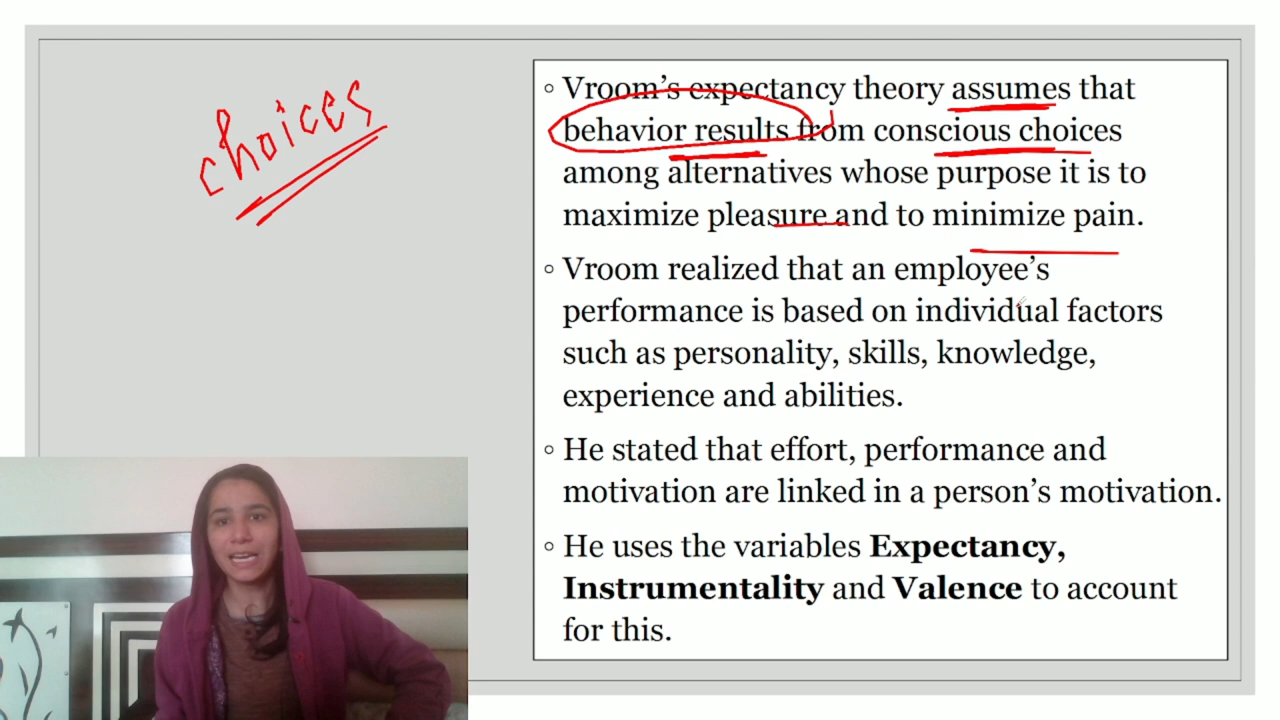 choices
◦ Vroom’s expectancy theory assumes that
behavior results from conscious choices
among alternatives whose purpose it is to
maximize pleasure and to minimize pain.
◦ Vroom realized that an employee’s
performance is based on individual factors
such as personality, skills, knowledge,
experience and abilities.
◦ He stated that effort, performance and
motivation are linked in a person’s motivation.
◦ He uses the variables Expectancy,
Instrumentality and Valence to account
for this.